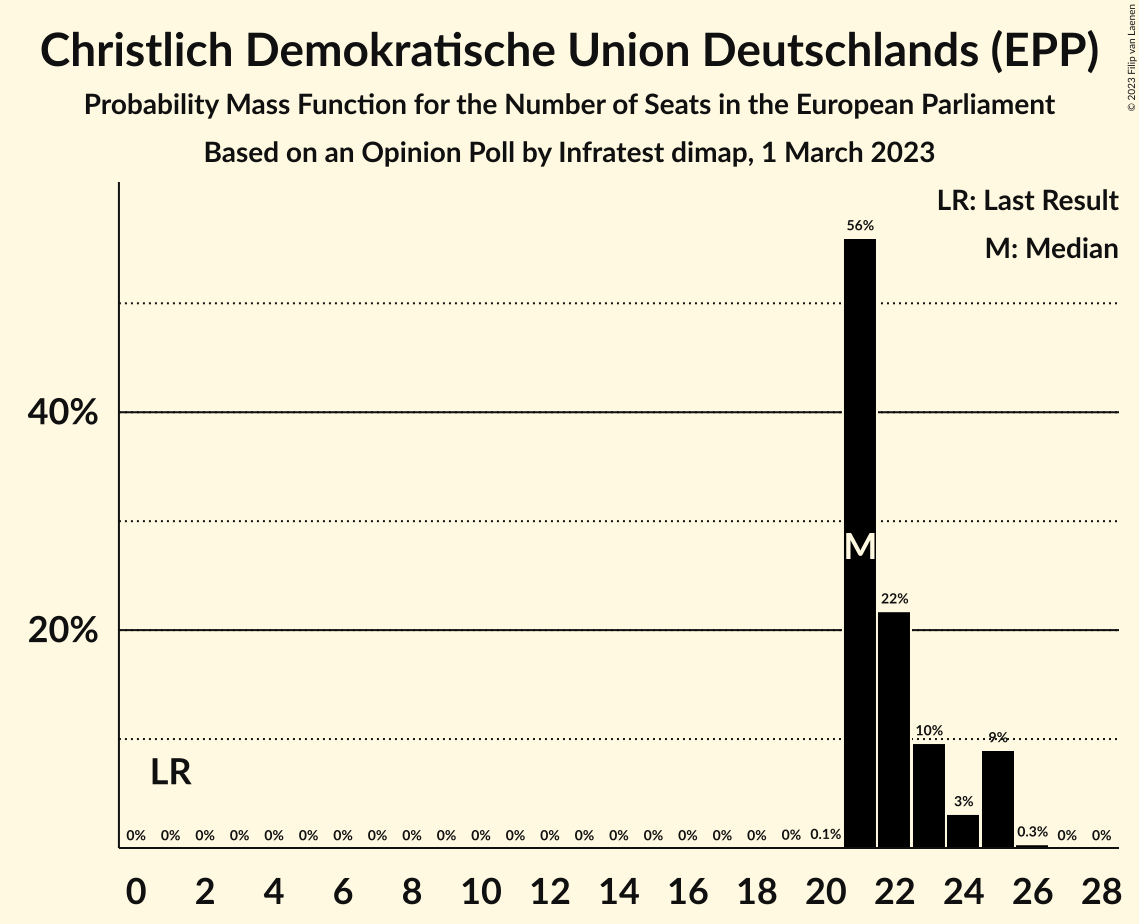 Christlich Demokratische Union Deutschlands (EPP)
Probability Mass Function for the Number of Seats in the European Parliament
Based on an Opinion Poll by Infratest dimap, 1 March 2023
© 2023 Filip van Laenen
LR: Last Result
M: Median
56%
40%
M
22%
20%
10%
9%
LR
3%
0% 0% 0% 0% 0% 0% 0% 0% 0% 0% 0% 0% 0% 0% 0% 0% 0% 0% 0% 0% 0.1% 0.3% 0% 0%
0 2 4 6 8 10 12 14 16 18 20 22 24 26 28